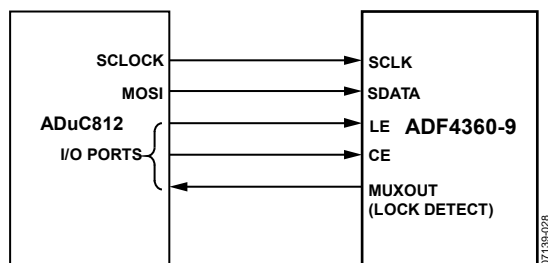 SCLOCK
MOSI
ADuC812
I/O PORTS
SCLK
SDATA
LE
ADF4360-9
CE
MUXOUT
(LOCK DETECT)
07139-028